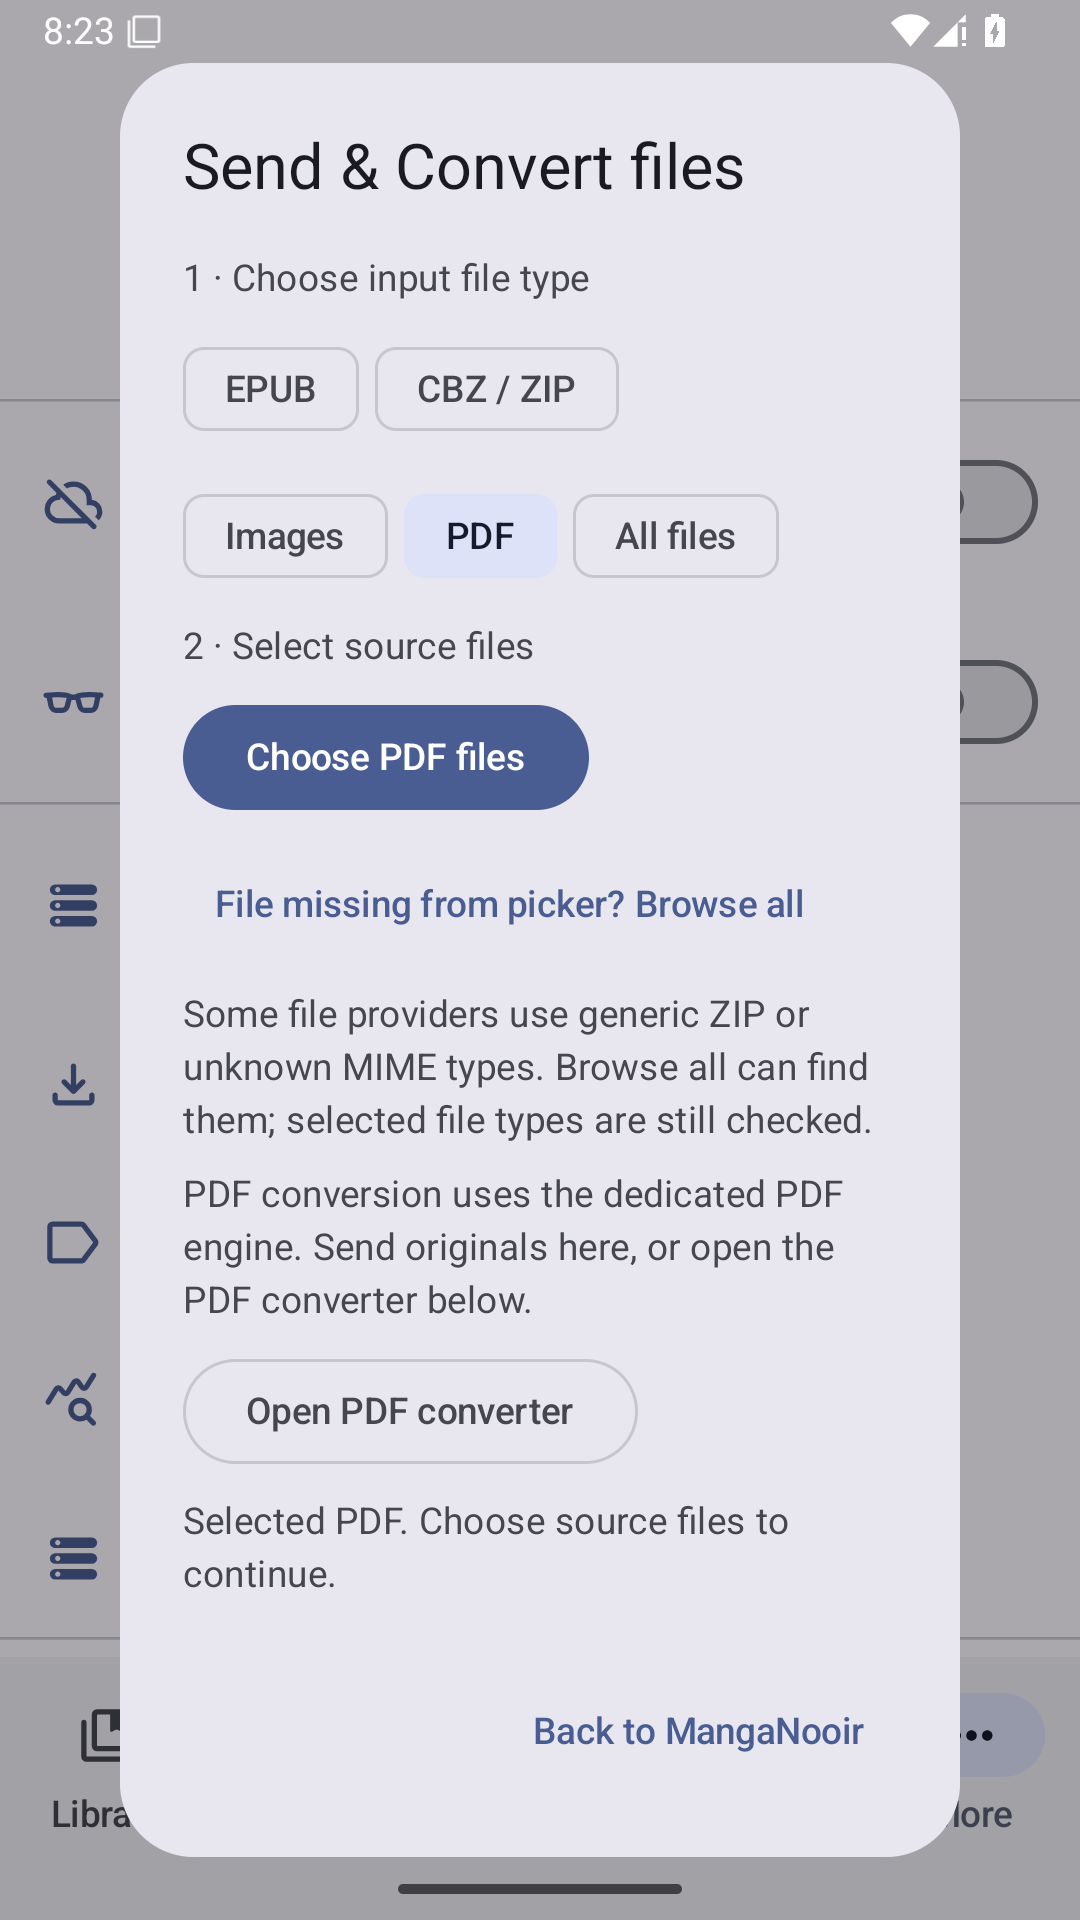 8:23
Send & Convert files
1 · Choose input file type
EPUB
CBZ / ZIP
Images
PDF
All files
2 · Select source files
Choose PDF files
File missing from picker? Browse all
Some file providers use generic ZIP or
unknown MIME types. Browse all can find
them; selected file types are still checked.
PDF conversion uses the dedicated PDF
engine. Send originals here, or open the
PDF converter below.
Open PDF converter
Selected PDF. Choose source files to
continue.
Back to MangaNooir
Libra
ore